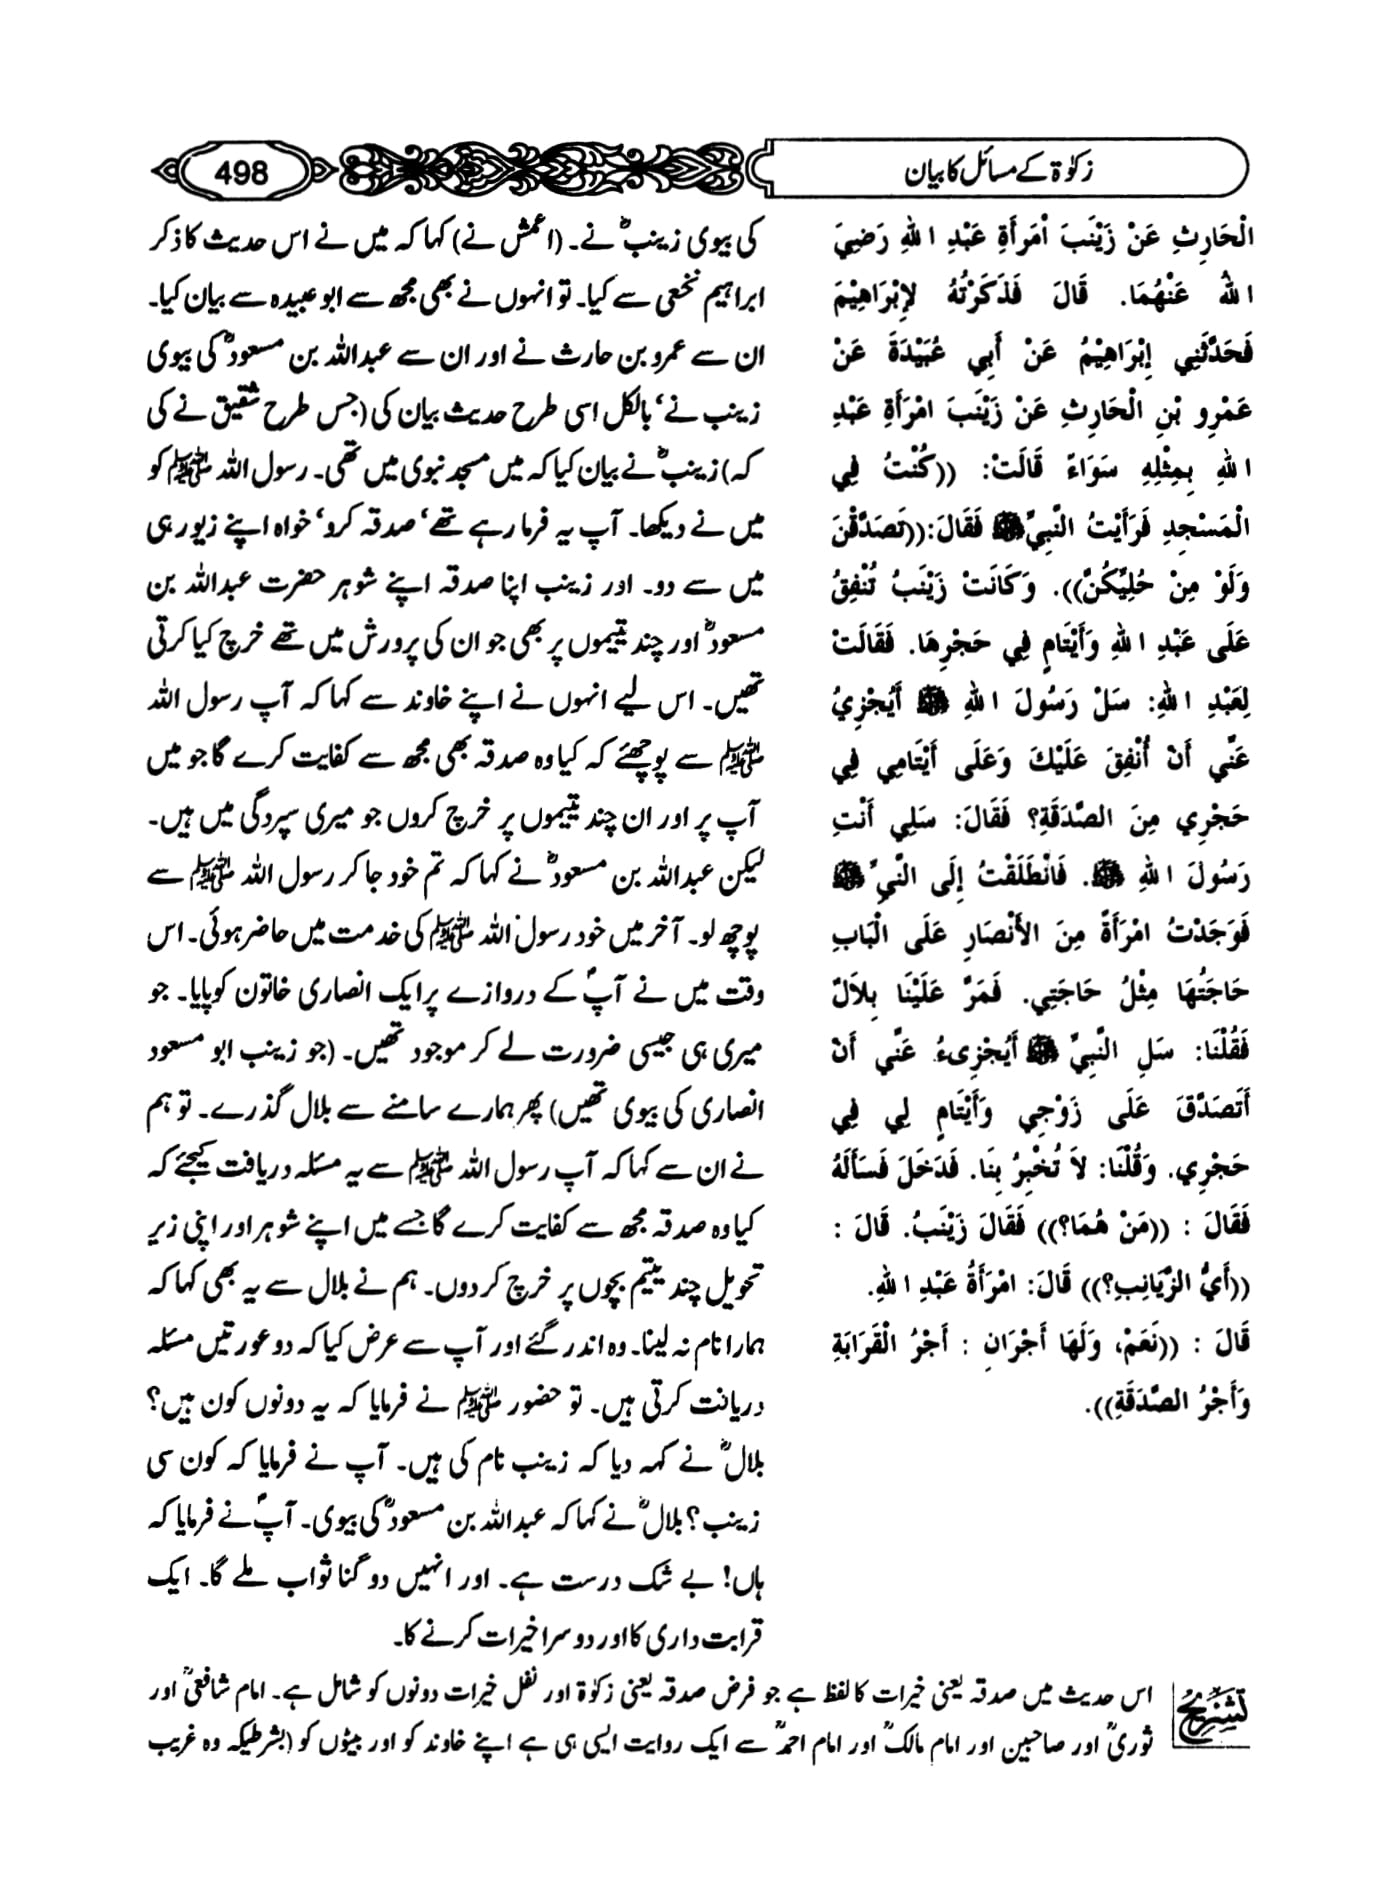 زکوٰۃ کے مسائل کا بیان
498
الْحَارِثِ عَنْ زَيْنَبَ امْرَأَةِ عَبْدِ اللهِ رَضِيَ
اللهُ عَنْهُمَا. قَالَ فَذَكَرْتُهُ لِإِبْرَاهِيْمَ
فَحَدَّثَنِي إِبْرَاهِيْمُ عَنْ أَبِي عُبَيْدَةَ عَنْ
عَمْرِو بْنِ الْحَارِثِ عَنْ زَيْنَبَ امْرَأَةِ عَبْدِ
اللهِ بِمِثْلِهِ سَوَاءً قَالَتْ: ((كُنْتُ فِي
الْمَسْجِدِ فَرَأَيْتُ النَّبِيَّ ﷺ فَقَالَ: ((تَصَدَّقْنَ
وَلَوْ مِنْ حُلِيِّكُنَّ)). وَكَانَتْ زَيْنَبُ تُنْفِقُ
عَلَى عَبْدِ اللهِ وَأَيْتَامٍ فِي حَجْرِهَا. فَقَالَتْ
لِعَبْدِ اللهِ: سَلْ رَسُولَ اللهِ ﷺ أَيُجْزِيُ
عَنِّي أَنْ أُنْفِقَ عَلَيْكَ وَعَلَى أَيْتَامِي فِي
حَجْرِي مِنَ الصَّدَقَةِ؟ فَقَالَ: سَلِي أَنْتِ
رَسُولَ اللهِ ﷺ. فَانْطَلَقْتُ إِلَى النَّبِيِّ ﷺ
فَوَجَدْتُ امْرَأَةً مِنَ الأَنْصَارِ عَلَى الْبَابِ
حَاجَتُهَا مِثْلُ حَاجَتِي. فَمَرَّ عَلَيْنَا بِلاَلٌ
فَقُلْنَا: سَلِ النَّبِيَّ ﷺ أَيُجْزِىءُ عَنِّي أَنْ
أَتَصَدَّقَ عَلَى زَوْجِي وَأَيْتَامٍ لِي فِي
حَجْرِي. وَقُلْنَا: لاَ تُخْبِرْ بِنَا. فَدَخَلَ فَسَأَلَهُ
فَقَالَ : ((مَنْ هُمَا؟)) فَقَالَ زَيْنَبُ. قَالَ :
((أَيُّ الزَّيَانِبِ؟)) قَالَ: امْرَأَةُ عَبْدِ اللهِ.
قَالَ : ((نَعَمْ، وَلَهَا أَجْرَانِ : أَجْرُ الْقَرَابَةِ
وَأَجْرُ الصَّدَقَةِ)).
کی بیوی زینبؓ نے۔ (اعمش نے) کہا کہ میں نے اس حدیث کا ذکر
ابراہیم نخعی سے کیا۔ تو انہوں نے بھی مجھ سے ابو عبیدہ سے بیان کیا۔
ان سے عمرو بن حارث نے اور ان سے عبداللہ بن مسعودؓ کی بیوی
زینب نے‘ بالکل اسی طرح حدیث بیان کی (جس طرح شقیق نے کی
کہ) زینبؓ نے بیان کیا کہ میں مسجد نبوی میں تھی۔ رسول اللہ ﷺ کو
میں نے دیکھا۔ آپ یہ فرما رہے تھے‘ صدقہ کرو‘ خواہ اپنے زیور ہی
میں سے دو۔ اور زینب اپنا صدقہ اپنے شوہر حضرت عبداللہ بن
مسعودؓ اور چند یتیموں پر بھی جو ان کی پرورش میں تھے خرچ کیا کرتی
تھیں۔ اس لیے انہوں نے اپنے خاوند سے کہا کہ آپ رسول اللہ
ﷺ سے پوچھئے کہ کیا وہ صدقہ بھی مجھ سے کفایت کرے گا جو میں
آپ پر اور ان چند یتیموں پر خرچ کروں جو میری سپردگی میں ہیں۔
لیکن عبداللہ بن مسعودؓ نے کہا کہ تم خود جا کر رسول اللہ ﷺ سے
پوچھ لو۔ آخر میں خود رسول اللہ ﷺ کی خدمت میں حاضر ہوئی۔ اس
وقت میں نے آپؐ کے دروازے پر ایک انصاری خاتون کو پایا۔ جو
میری ہی جیسی ضرورت لے کر موجود تھیں۔ (جو زینب ابو مسعود
انصاری کی بیوی تھیں) پھر ہمارے سامنے سے بلال گذرے۔ تو ہم
نے ان سے کہا کہ آپ رسول اللہ ﷺ سے یہ مسئلہ دریافت کیجئے کہ
کیا وہ صدقہ مجھ سے کفایت کرے گا جسے میں اپنے شوہر اور اپنی زیر
تحویل چند یتیم بچوں پر خرچ کر دوں۔ ہم نے بلال سے یہ بھی کہا کہ
ہمارا نام نہ لینا۔ وہ اندر گئے اور آپ سے عرض کیا کہ دو عورتیں مسئلہ
دریافت کرتی ہیں۔ تو حضور ﷺ نے فرمایا کہ یہ دونوں کون ہیں؟
بلالؓ نے کہہ دیا کہ زینب نام کی ہیں۔ آپ نے فرمایا کہ کون سی
زینب؟ بلالؓ نے کہا کہ عبداللہ بن مسعودؓ کی بیوی۔ آپؐ نے فرمایا کہ
ہاں! بے شک درست ہے۔ اور انہیں دو گنا ثواب ملے گا۔ ایک
قرابت داری کا اور دوسرا خیرات کرنے کا۔
تشریح
اس حدیث میں صدقہ یعنی خیرات کا لفظ ہے جو فرض صدقہ یعنی زکوٰۃ اور نفل خیرات دونوں کو شامل ہے۔ امام شافعیؒ اور
ثوریؒ اور صاحبین اور امام مالکؒ اور امام احمدؒ سے ایک روایت ایسی ہی ہے اپنے خاوند کو اور بیٹوں کو (بشرطیکہ وہ غریب